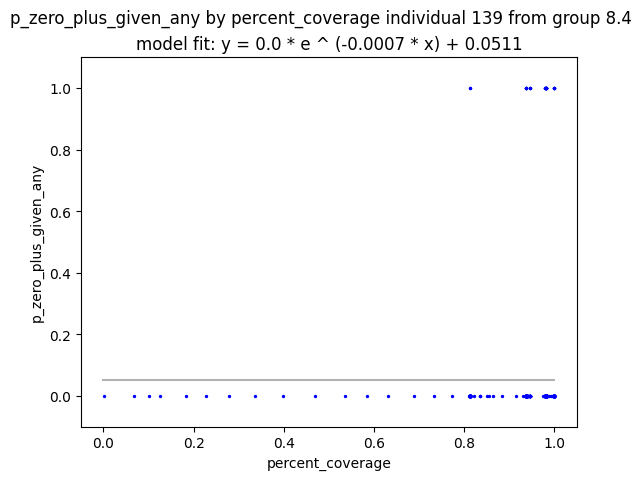 p_zero_plus_given_any by percent_coverage individual 139 from group 8.4
model fit: y = 0.0 * e ^ (-0.0007 * x) + 0.0511
1.0
0.8
0.6
0.4
0.2
0.0
p_zero_plus_given_any
0.0 0.2 0.4 0.6 0.8 1.0
percent_coverage